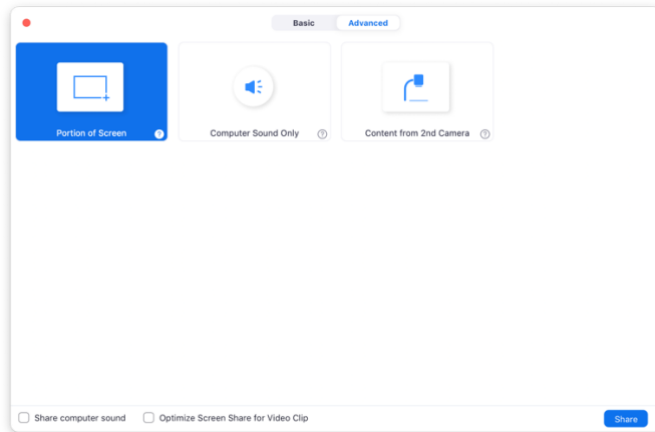 Basic
Advanced
Portion of Screen
?
Computer Sound Only
?
Content from 2nd Camera
?
Share computer sound
Optimize Screen Share for Video Clip
Share